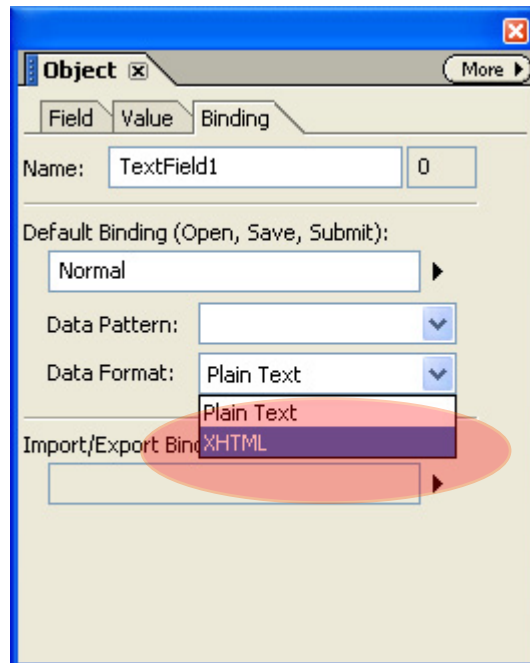 Object
More
Field Value Binding
Name: TextField1 0
Default Binding (Open, Save, Submit):
Normal
Data Pattern:
Data Format: Plain Text
Plain Text
XHTML
Import/Export Bin